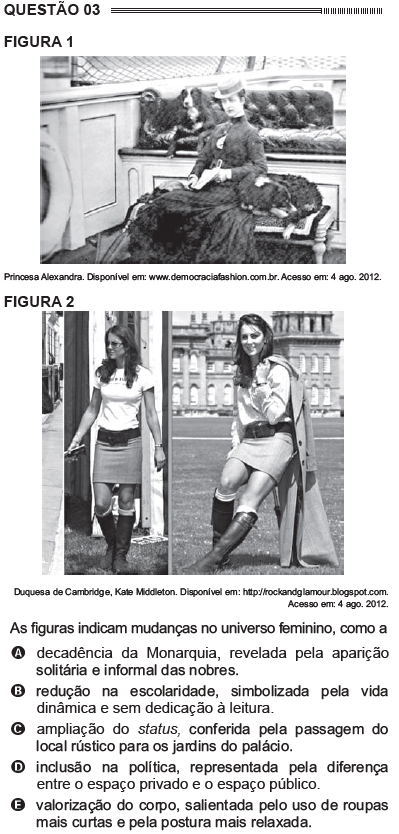 QUESTÃO 03
FIGURA 1
Princesa Alexandra. Disponível em: www.democraciafashion.com.br. Acesso em: 4 ago. 2012.
FIGURA 2
Duquesa de Cambridge, Kate Middleton. Disponível em: http://rockandglamour.blogspot.com.
Acesso em: 4 ago. 2012.
As figuras indicam mudanças no universo feminino, como a
A decadência da Monarquia, revelada pela aparição
solitária e informal das nobres.
B redução na escolaridade, simbolizada pela vida
dinâmica e sem dedicação à leitura.
C ampliação do status, conferida pela passagem do
local rústico para os jardins do palácio.
D inclusão na política, representada pela diferença
entre o espaço privado e o espaço público.
E valorização do corpo, salientada pelo uso de roupas
mais curtas e pela postura mais relaxada.